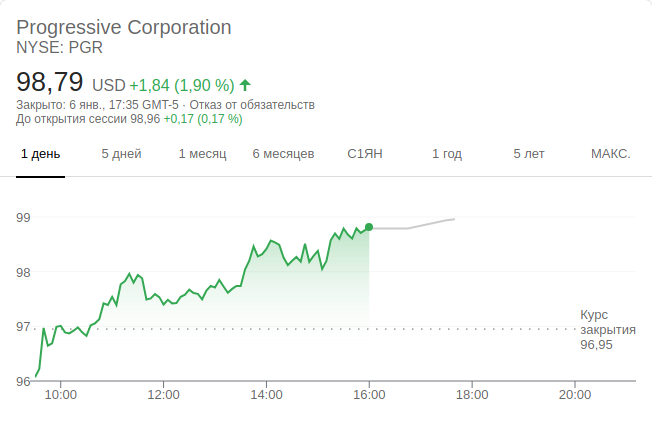 Progressive Corporation
NYSE: PGR
98,79 USD +1,84 (1,90 %)
Закрыто: 6 янв., 17:35 GMT-5 · Отказ от обязательств
До открытия сессии 98,96 +0,17 (0,17 %)
1 день 5 дней 1 месяц 6 месяцев С1ЯН 1 год 5 лет МАКС.
99
98
97
96
Курс
закрытия
96,95
10:00 12:00 14:00 16:00 18:00 20:00